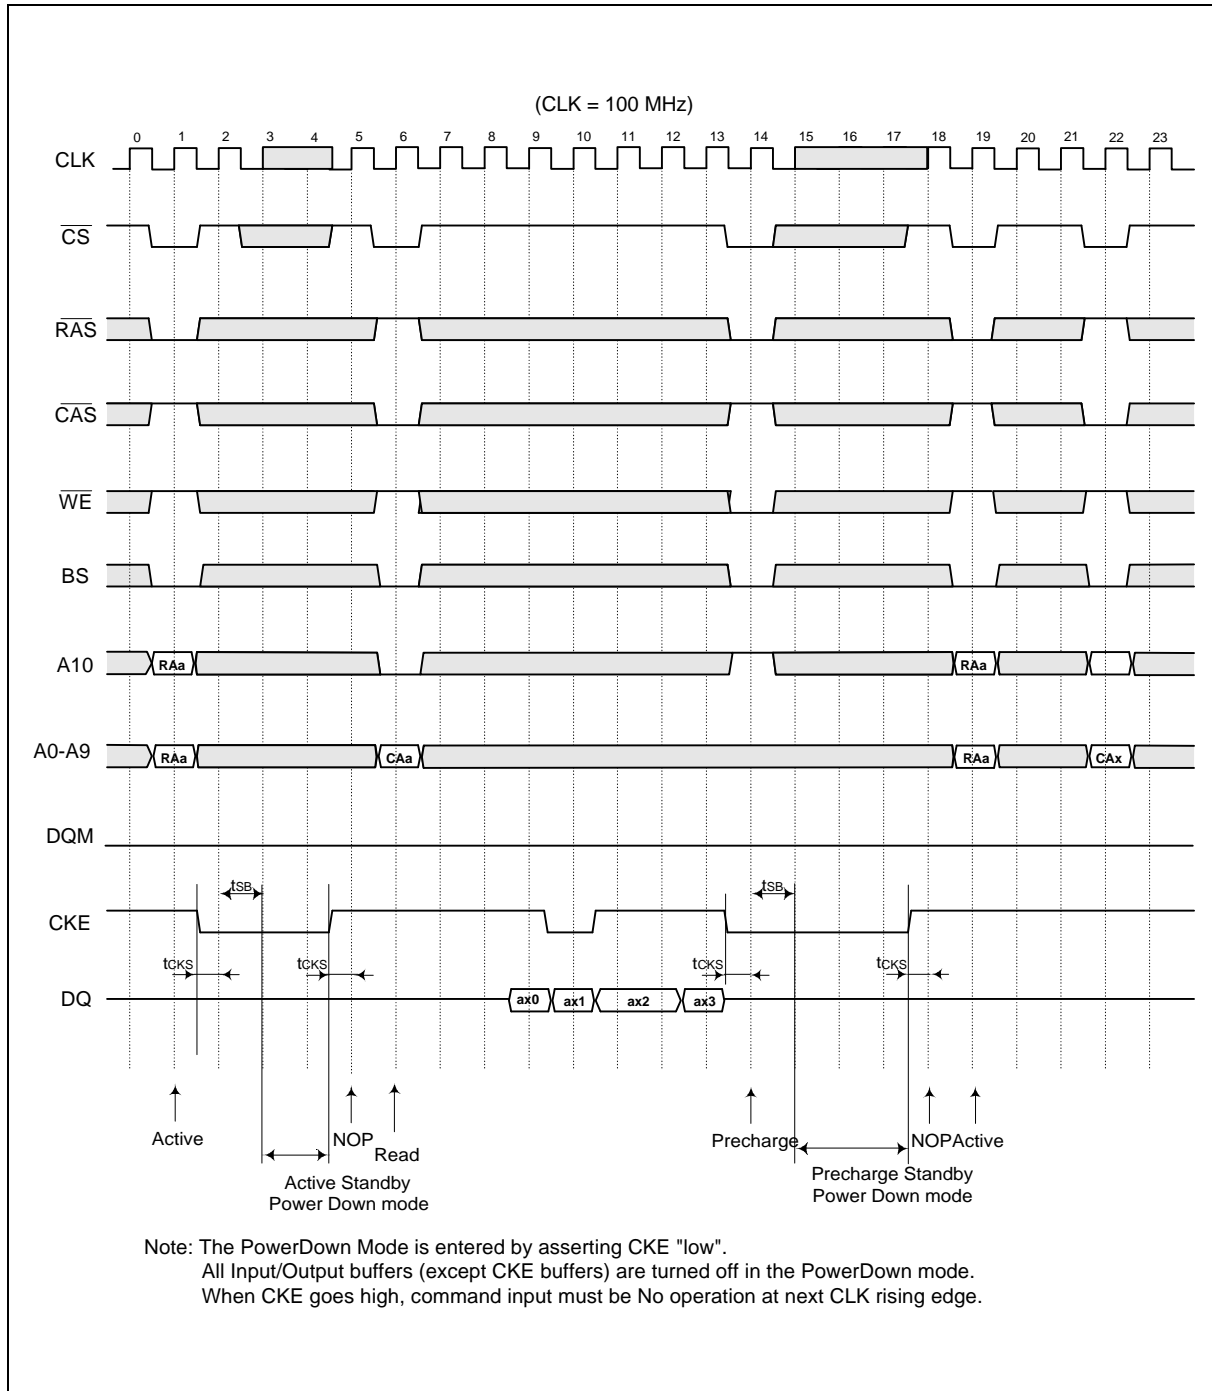 (CLK = 100 MHz)
0 1 2 3 4 5 6 7 8 9 10 11 12 13 14 15 16 17 18 19 20 21 22 23
CLK
CS
RAS
CAS
WE
BS
A10 RAa RAa
A0-A9 RAa CAa RAa CAx
DQM
tSB tSB
CKE
tCKS tCKS tCKS tCKS
DQ ax0 ax1 ax2 ax3
Active NOP Read Precharge NOP Active
Active Standby
Power Down mode
Precharge Standby
Power Down mode
Note: The PowerDown Mode is entered by asserting CKE "low".
All Input/Output buffers (except CKE buffers) are turned off in the PowerDown mode.
When CKE goes high, command input must be No operation at next CLK rising edge.